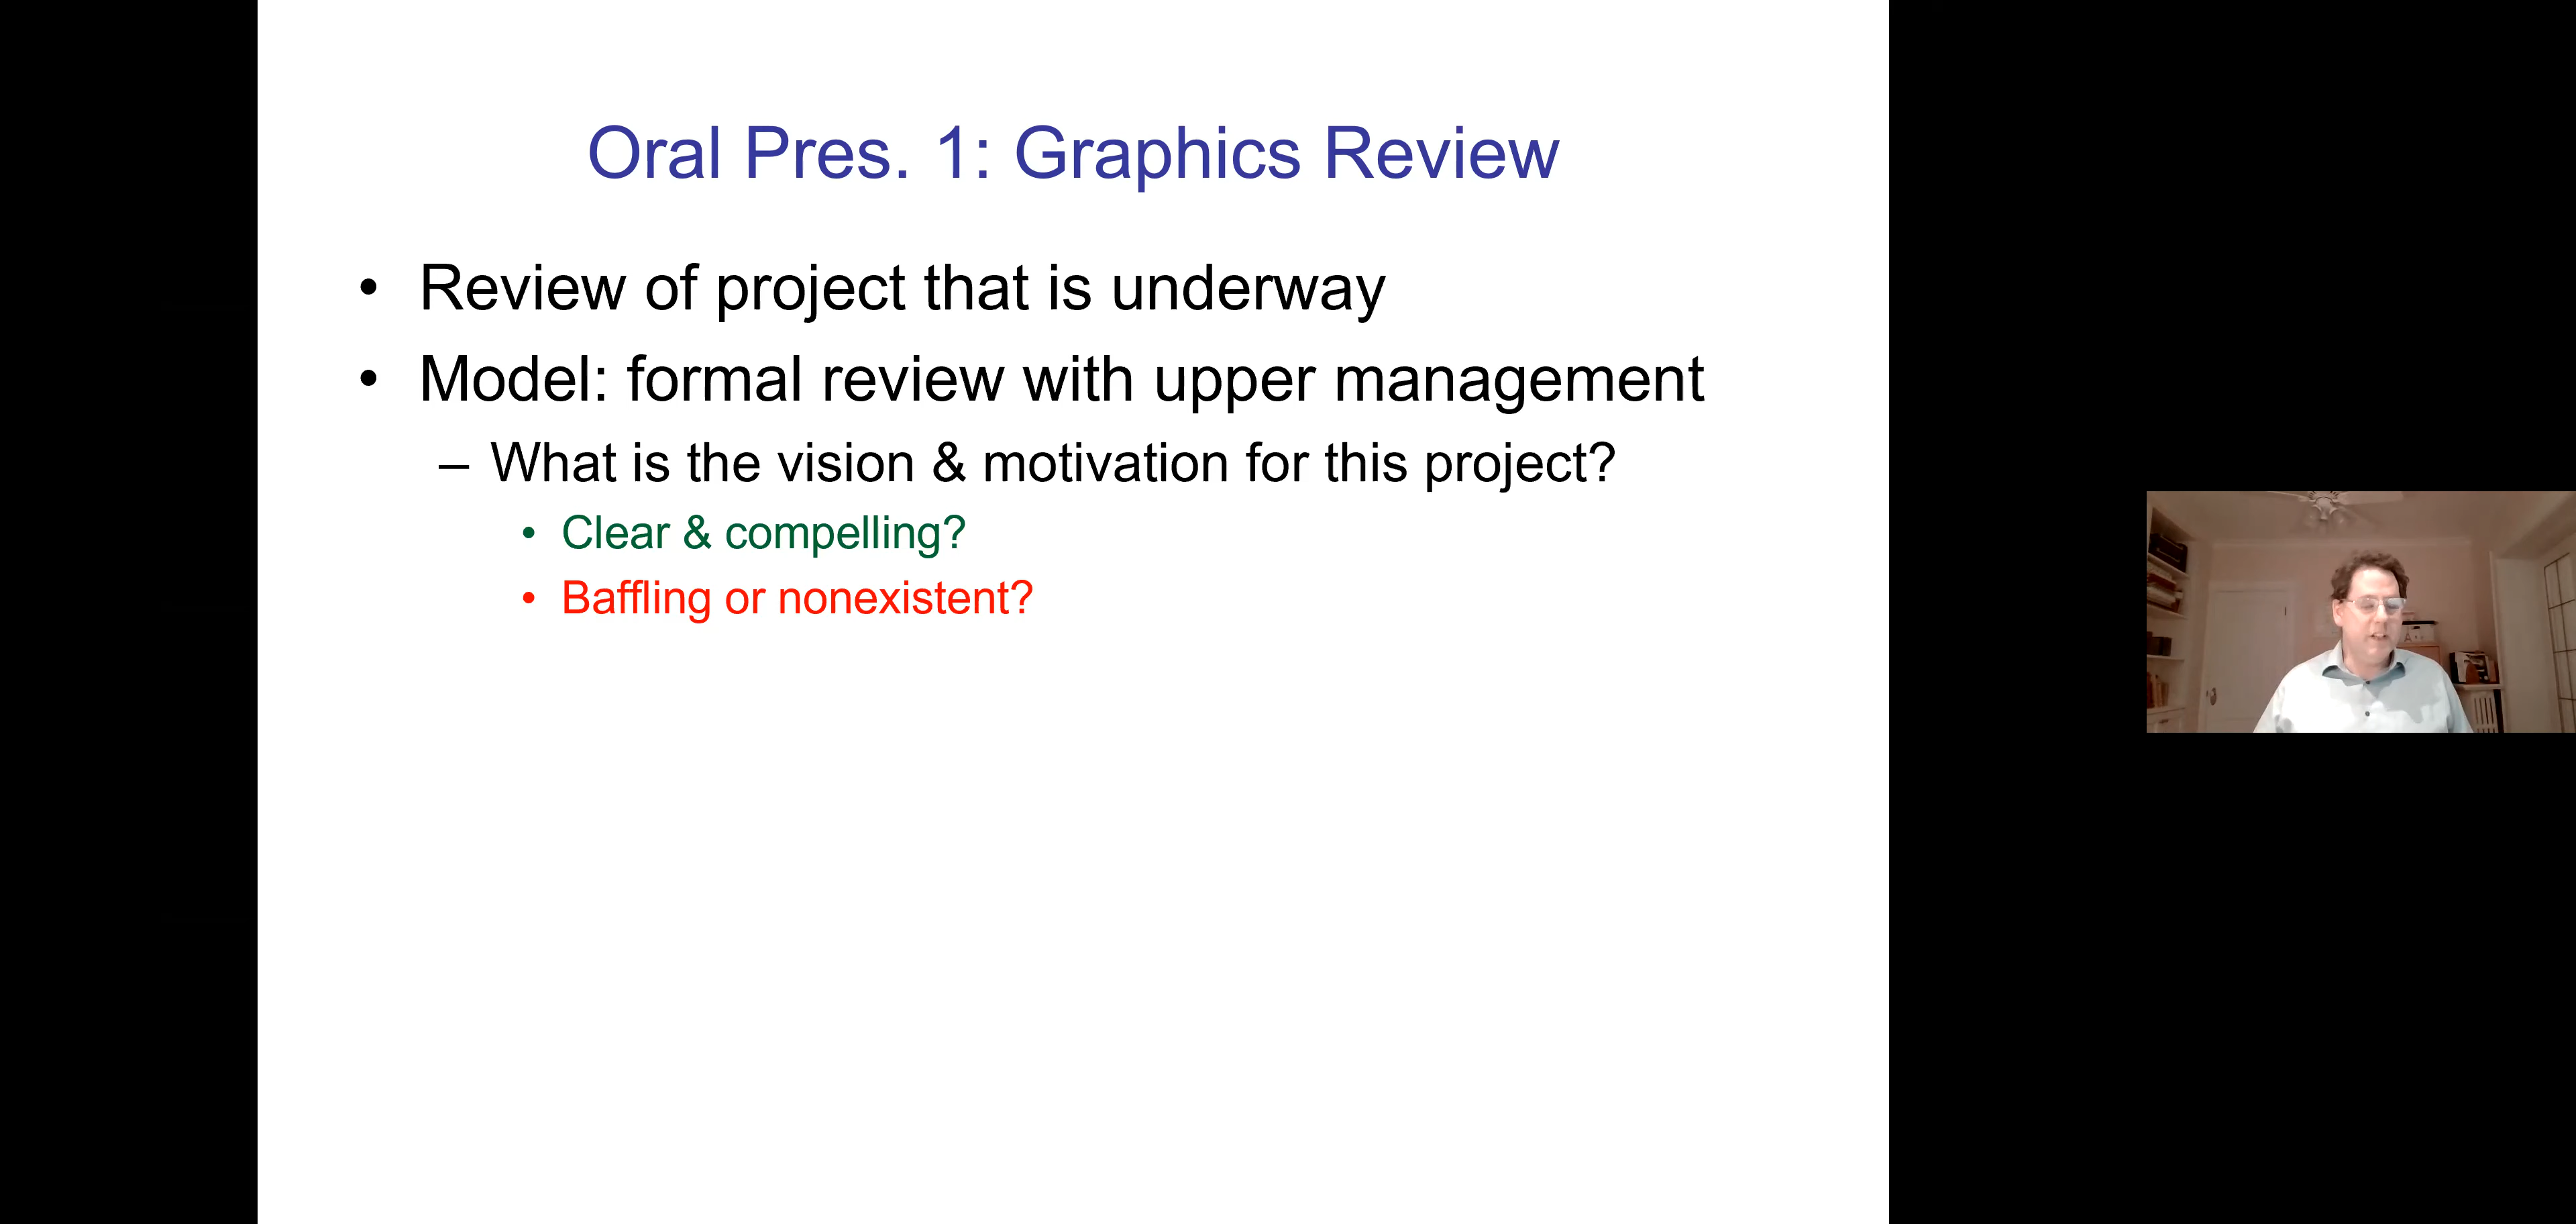 Oral Pres. 1: Graphics Review
• Review of project that is underway
• Model: formal review with upper management
– What is the vision & motivation for this project?
• Clear & compelling?
• Baffling or nonexistent?